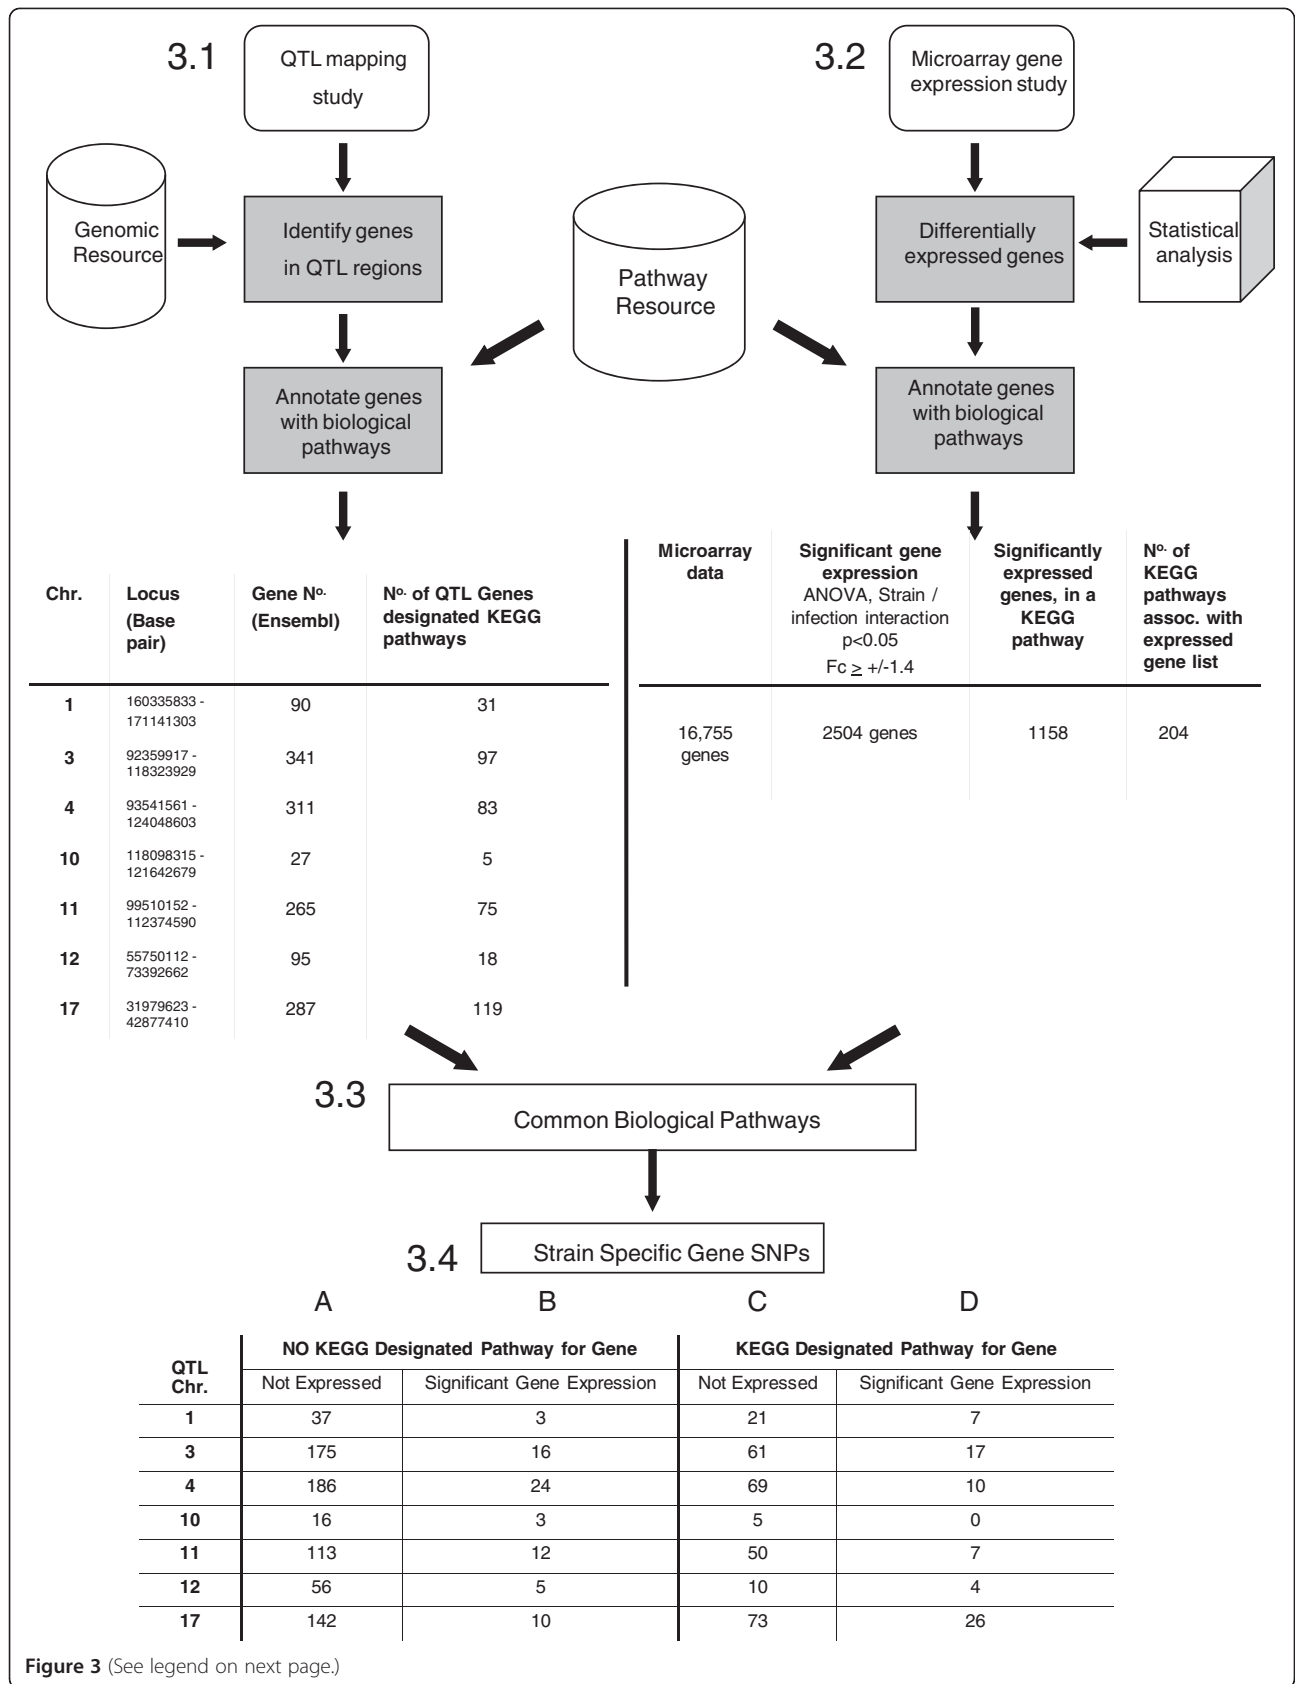 3.1
QTL mapping
study
3.2
Microarray gene
expression study
Genomic
Resource
Identify genes
in QTL regions
Pathway
Resource
Differentially
expressed genes
Statistical
analysis
Annotate genes
with biological
pathways
Annotate genes
with biological
pathways
Chr. Locus (Base pair) Gene No. (Ensembl) No. of QTL Genes designated KEGG pathways
1 160335833 - 171141303 90 31
3 92359917 - 118323929 341 97
4 93541561 - 124048603 311 83
10 118098315 - 121642679 27 5
11 99510152 - 112374590 265 75
12 55750112 - 73392662 95 18
17 31979623 - 42877410 287 119
Microarray data Significant gene expression ANOVA, Strain / infection interaction p<0.05 Fc ≥ +/-1.4 Significantly expressed genes, in a KEGG pathway No. of KEGG pathways assoc. with expressed gene list
16,755 genes 2504 genes 1158 204
3.3
Common Biological Pathways
3.4
Strain Specific Gene SNPs
A B C D
QTL Chr. NO KEGG Designated Pathway for Gene KEGG Designated Pathway for Gene
Not Expressed Significant Gene Expression Not Expressed Significant Gene Expression
1 37 3 21 7
3 175 16 61 17
4 186 24 69 10
10 16 3 5 0
11 113 12 50 7
12 56 5 10 4
17 142 10 73 26
Figure 3 (See legend on next page.)